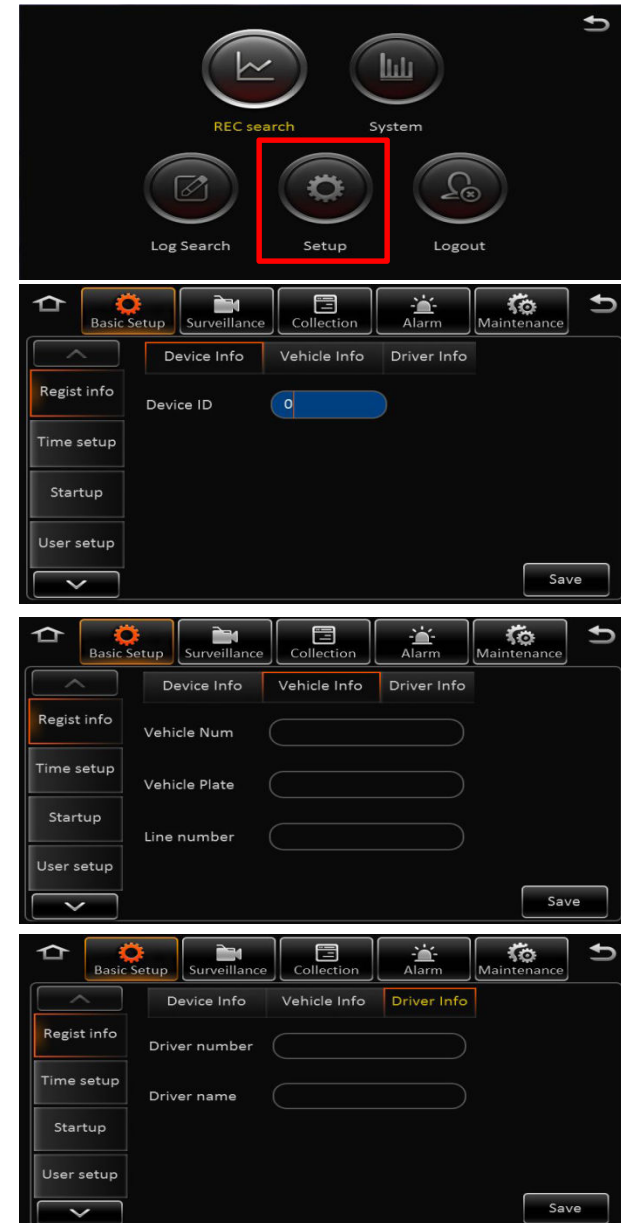 REC search System
Log Search Setup Logout
Basic Setup Surveillance Collection Alarm Maintenance
Device Info Vehicle Info Driver Info
Regist info
Device ID 0
Time setup
Startup
User setup
Save
Basic Setup Surveillance Collection Alarm Maintenance
Device Info Vehicle Info Driver Info
Regist info
Vehicle Num
Time setup
Vehicle Plate
Startup
Line number
User setup
Save
Basic Setup Surveillance Collection Alarm Maintenance
Device Info Vehicle Info Driver Info
Regist info
Driver number
Time setup
Driver name
Startup
User setup
Save